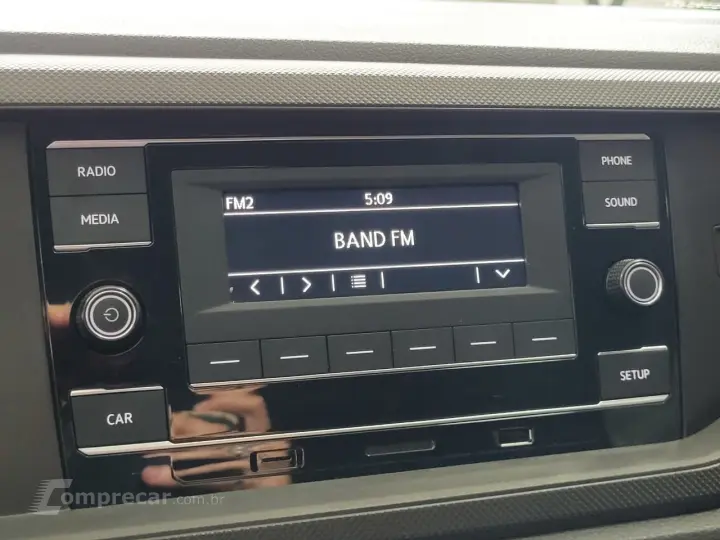 RADIO
MEDIA
FM2 5:09
BAND FM
PHONE
SOUND
CAR
SETUP
Comprecar.com.br